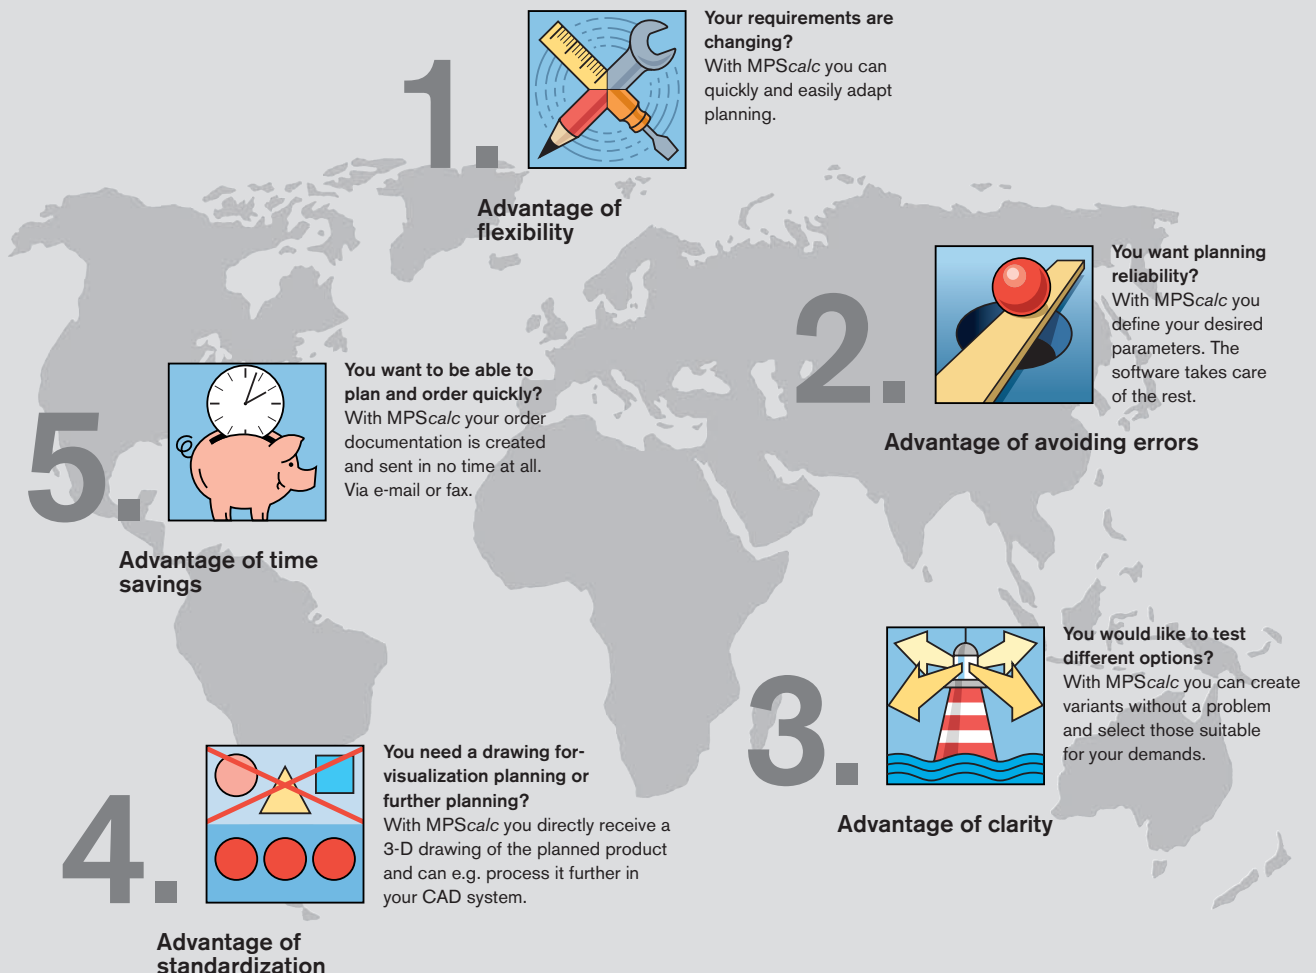 1.
Your requirements are
changing?
With MPScalc you can
quickly and easily adapt
planning.
Advantage of
flexibility
2.
You want planning
reliability?
With MPScalc you
define your desired
parameters. The
software takes care
of the rest.
Advantage of avoiding errors
3.
You would like to test
different options?
With MPScalc you can create
variants without a problem
and select those suitable
for your demands.
Advantage of clarity
4.
You need a drawing for-
visualization planning or
further planning?
With MPScalc you directly receive a
3-D drawing of the planned product
and can e.g. process it further in
your CAD system.
Advantage of
standardization
5.
You want to be able to
plan and order quickly?
With MPScalc your order
documentation is created
and sent in no time at all.
Via e-mail or fax.
Advantage of time
savings